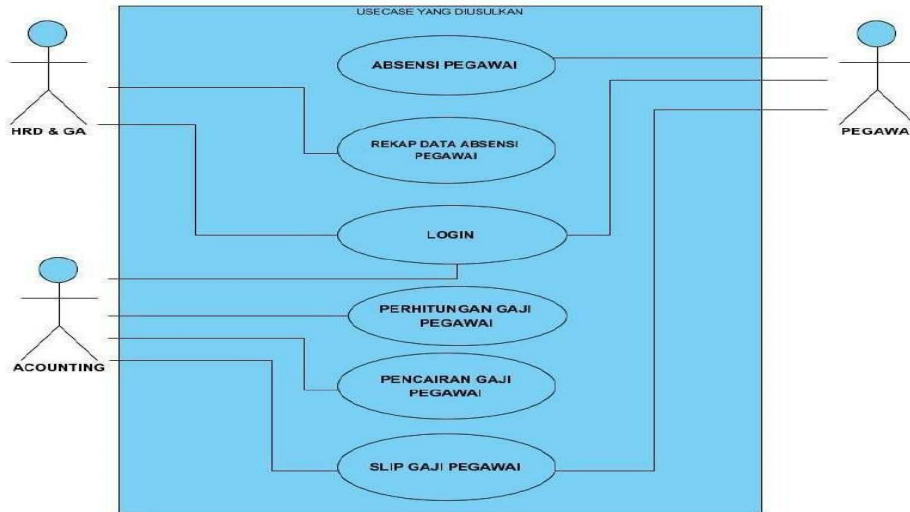 USECASE YANG DIUSULKAN
ABSENSI PEGAWAI
HRD & GA
PEGAWAI
REKAP DATA ABSENSI
PEGAWAI
LOGIN
PERHITUNGAN GAJI
PEGAWAI
ACOUNTING
PENCAIRAN GAJI
PEGAWAI
SLIP GAJI PEGAWAI